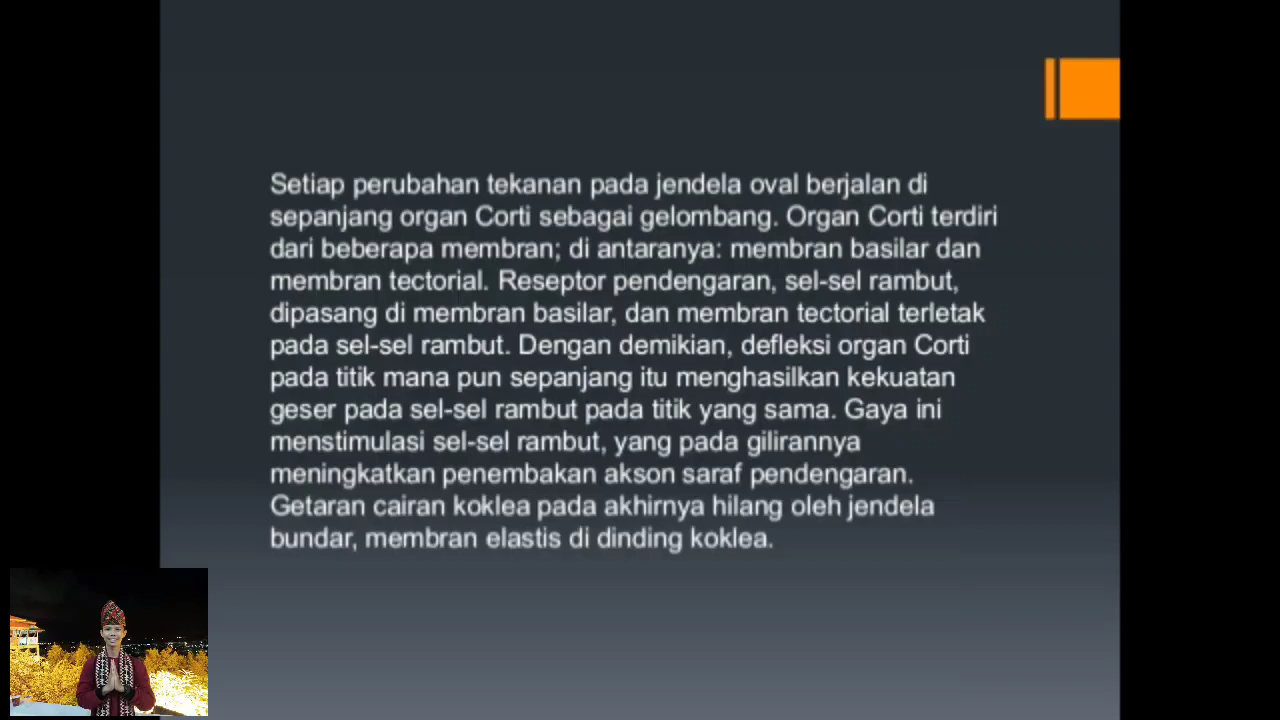 Setiap perubahan tekanan pada jendela oval berjalan di
sepanjang organ Corti sebagai gelombang. Organ Corti terdiri
dari beberapa membran; di antaranya: membran basilar dan
membran tectorial. Reseptor pendengaran, sel-sel rambut,
dipasang di membran basilar, dan membran tectorial terletak
pada sel-sel rambut. Dengan demikian, defleksi organ Corti
pada titik mana pun sepanjang itu menghasilkan kekuatan
geser pada sel-sel rambut pada titik yang sama. Gaya ini
menstimulasi sel-sel rambut, yang pada gilirannya
meningkatkan penembakan akson saraf pendengaran.
Getaran cairan koklea pada akhirnya hilang oleh jendela
bundar, membran elastis di dinding koklea.